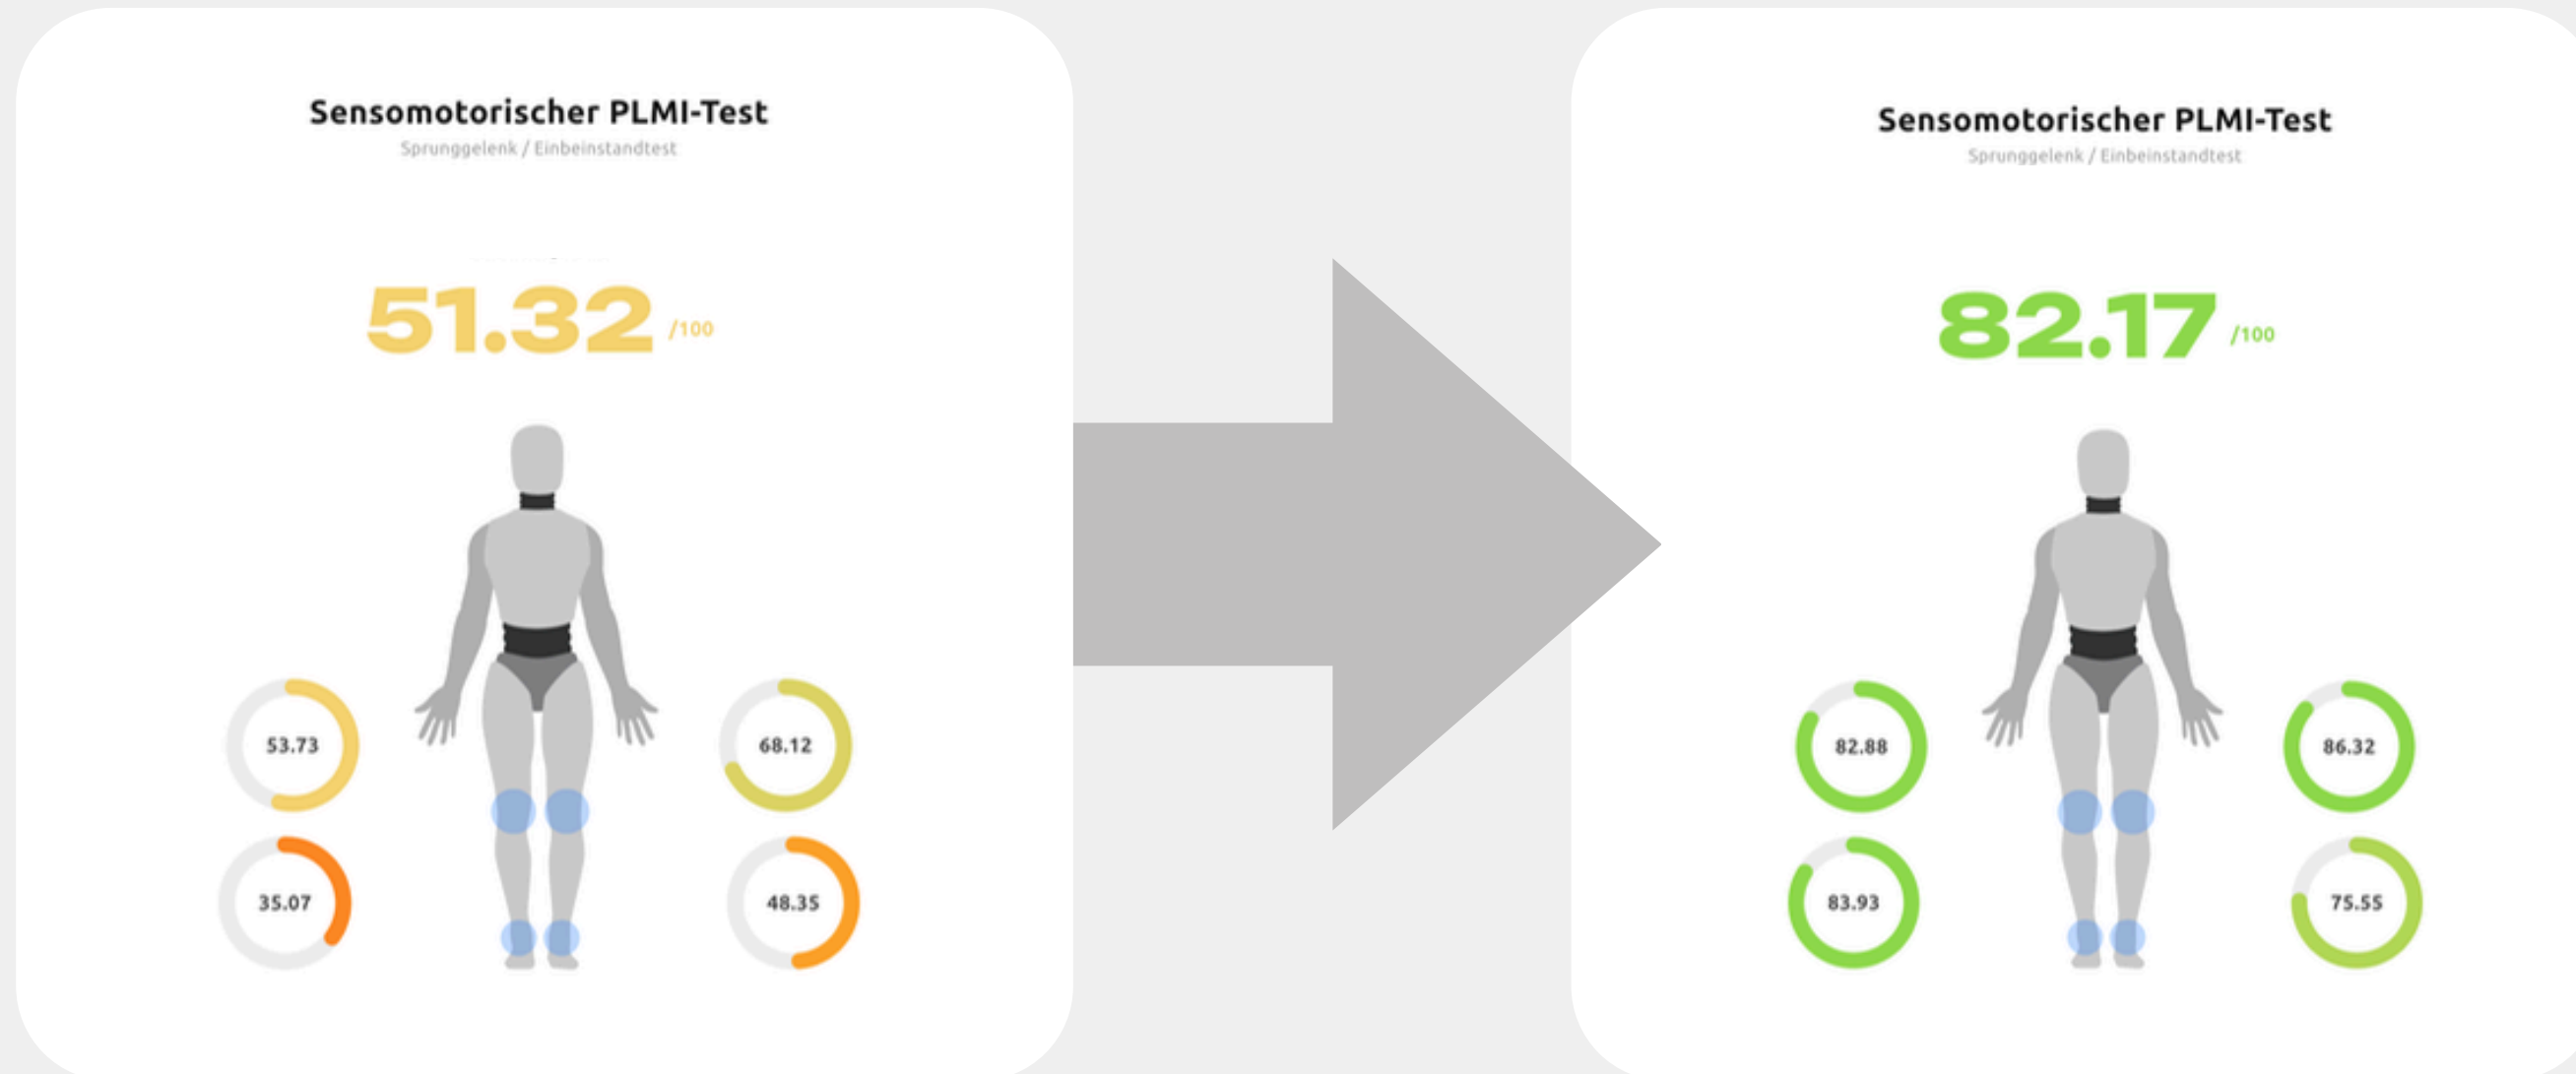 Sensomotorischer PLMI-Test
Sprunggelenk / Einbeinstandtest
51.32 /100
53.73
68.12
35.07
48.35
Sensomotorischer PLMI-Test
Sprunggelenk / Einbeinstandtest
82.17 /100
82.88
86.32
83.93
75.55